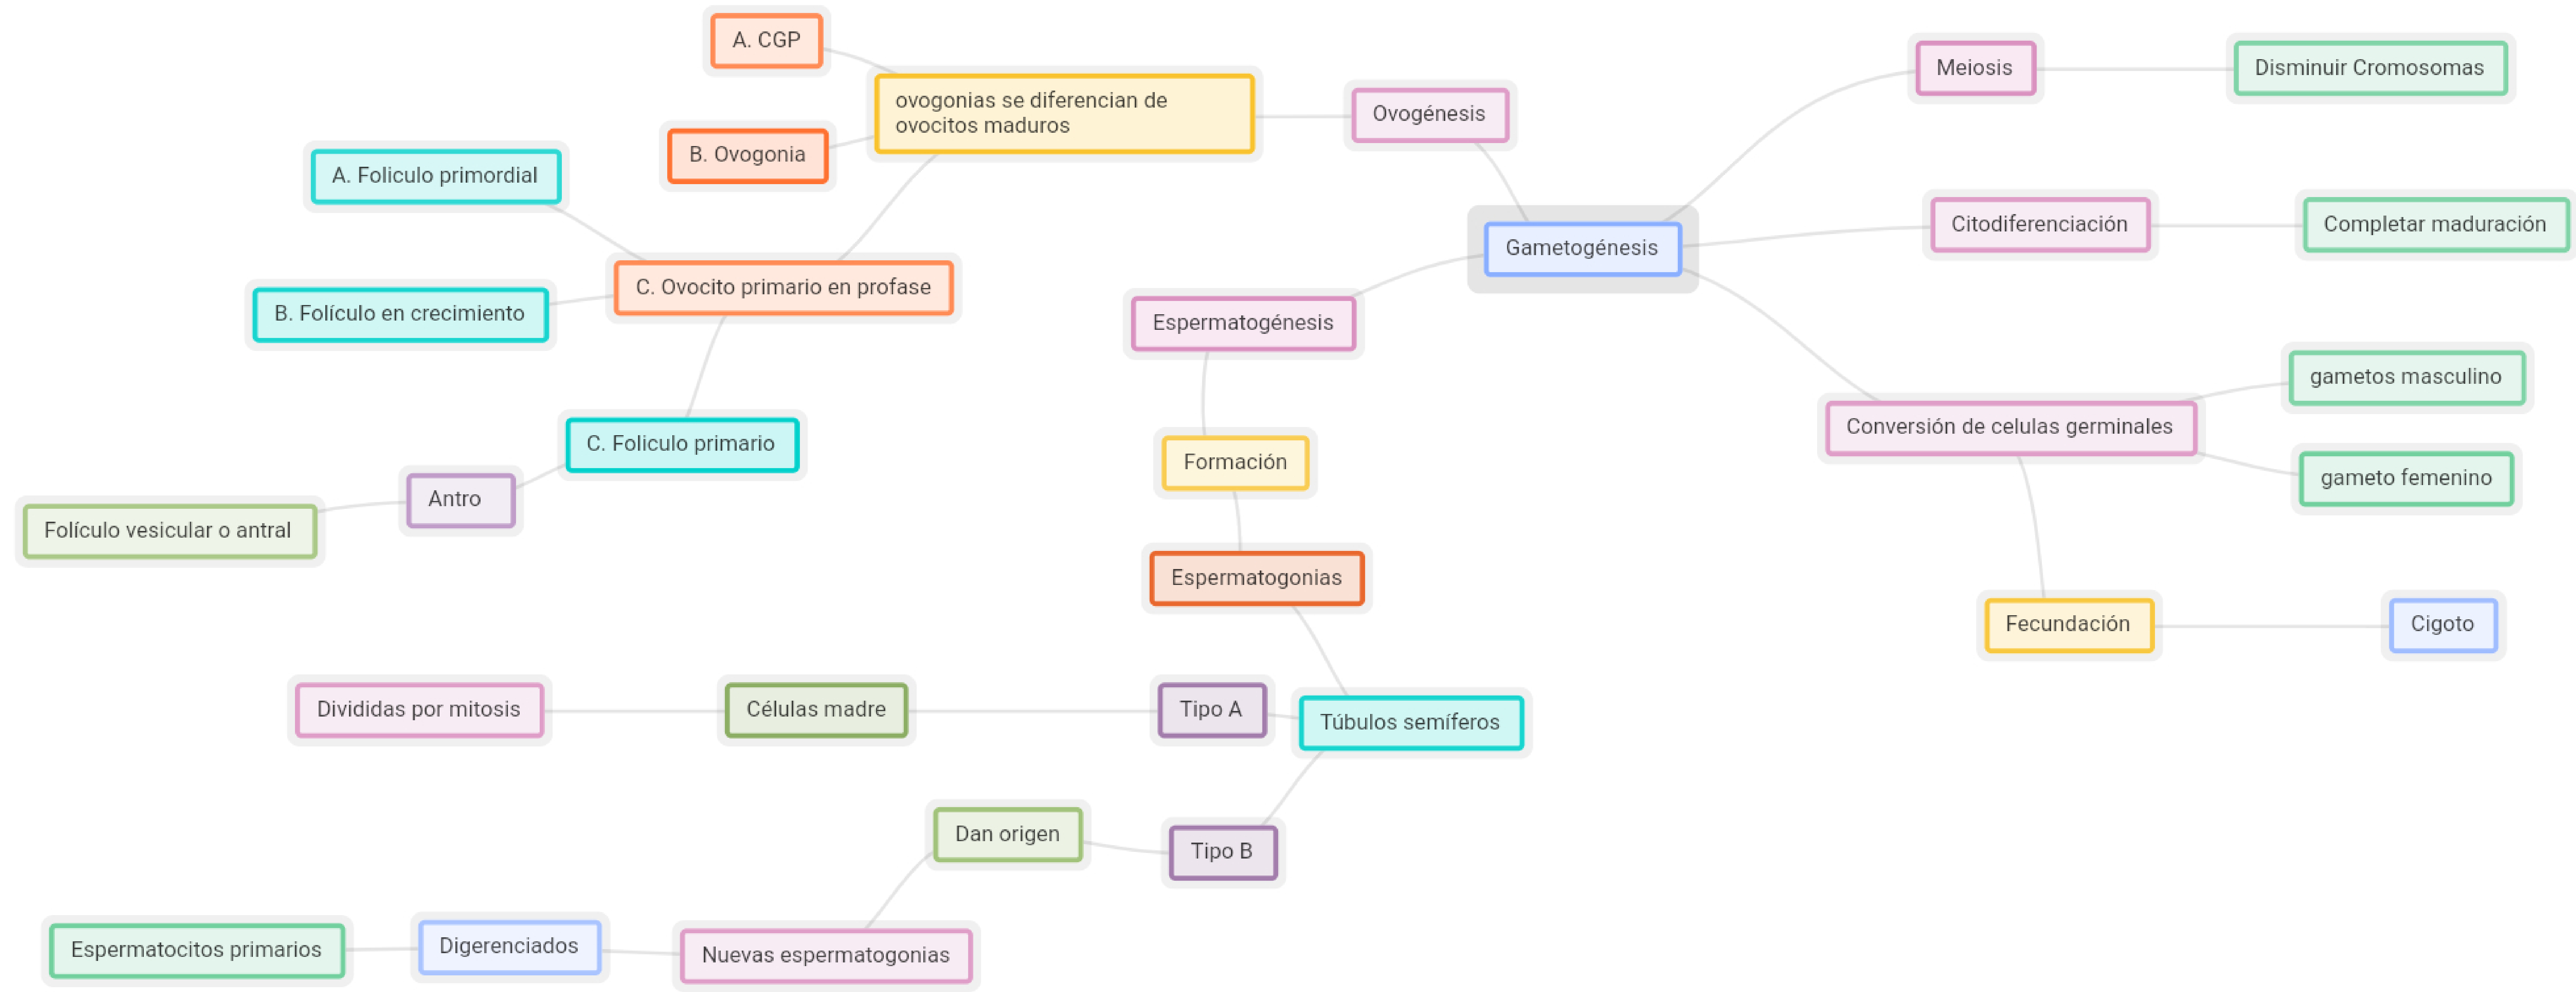 A. CGP
ovogonias se diferencian de
ovocitos maduros
B. Ovogonia
Ovogénesis
Meiosis
Disminuir Cromosomas
A. Foliculo primordial
Gametogénesis
Citodiferenciación
Completar maduración
C. Ovocito primario en profase
B. Folículo en crecimiento
Espermatogénesis
gametos masculino
Conversión de celulas germinales
gameto femenino
C. Foliculo primario
Formación
Antro
Folículo vesicular o antral
Espermatogonias
Fecundación
Cigoto
Divididas por mitosis
Células madre
Tipo A
Túbulos semíferos
Dan origen
Tipo B
Espermatocitos primarios
Digerenciados
Nuevas espermatogonias